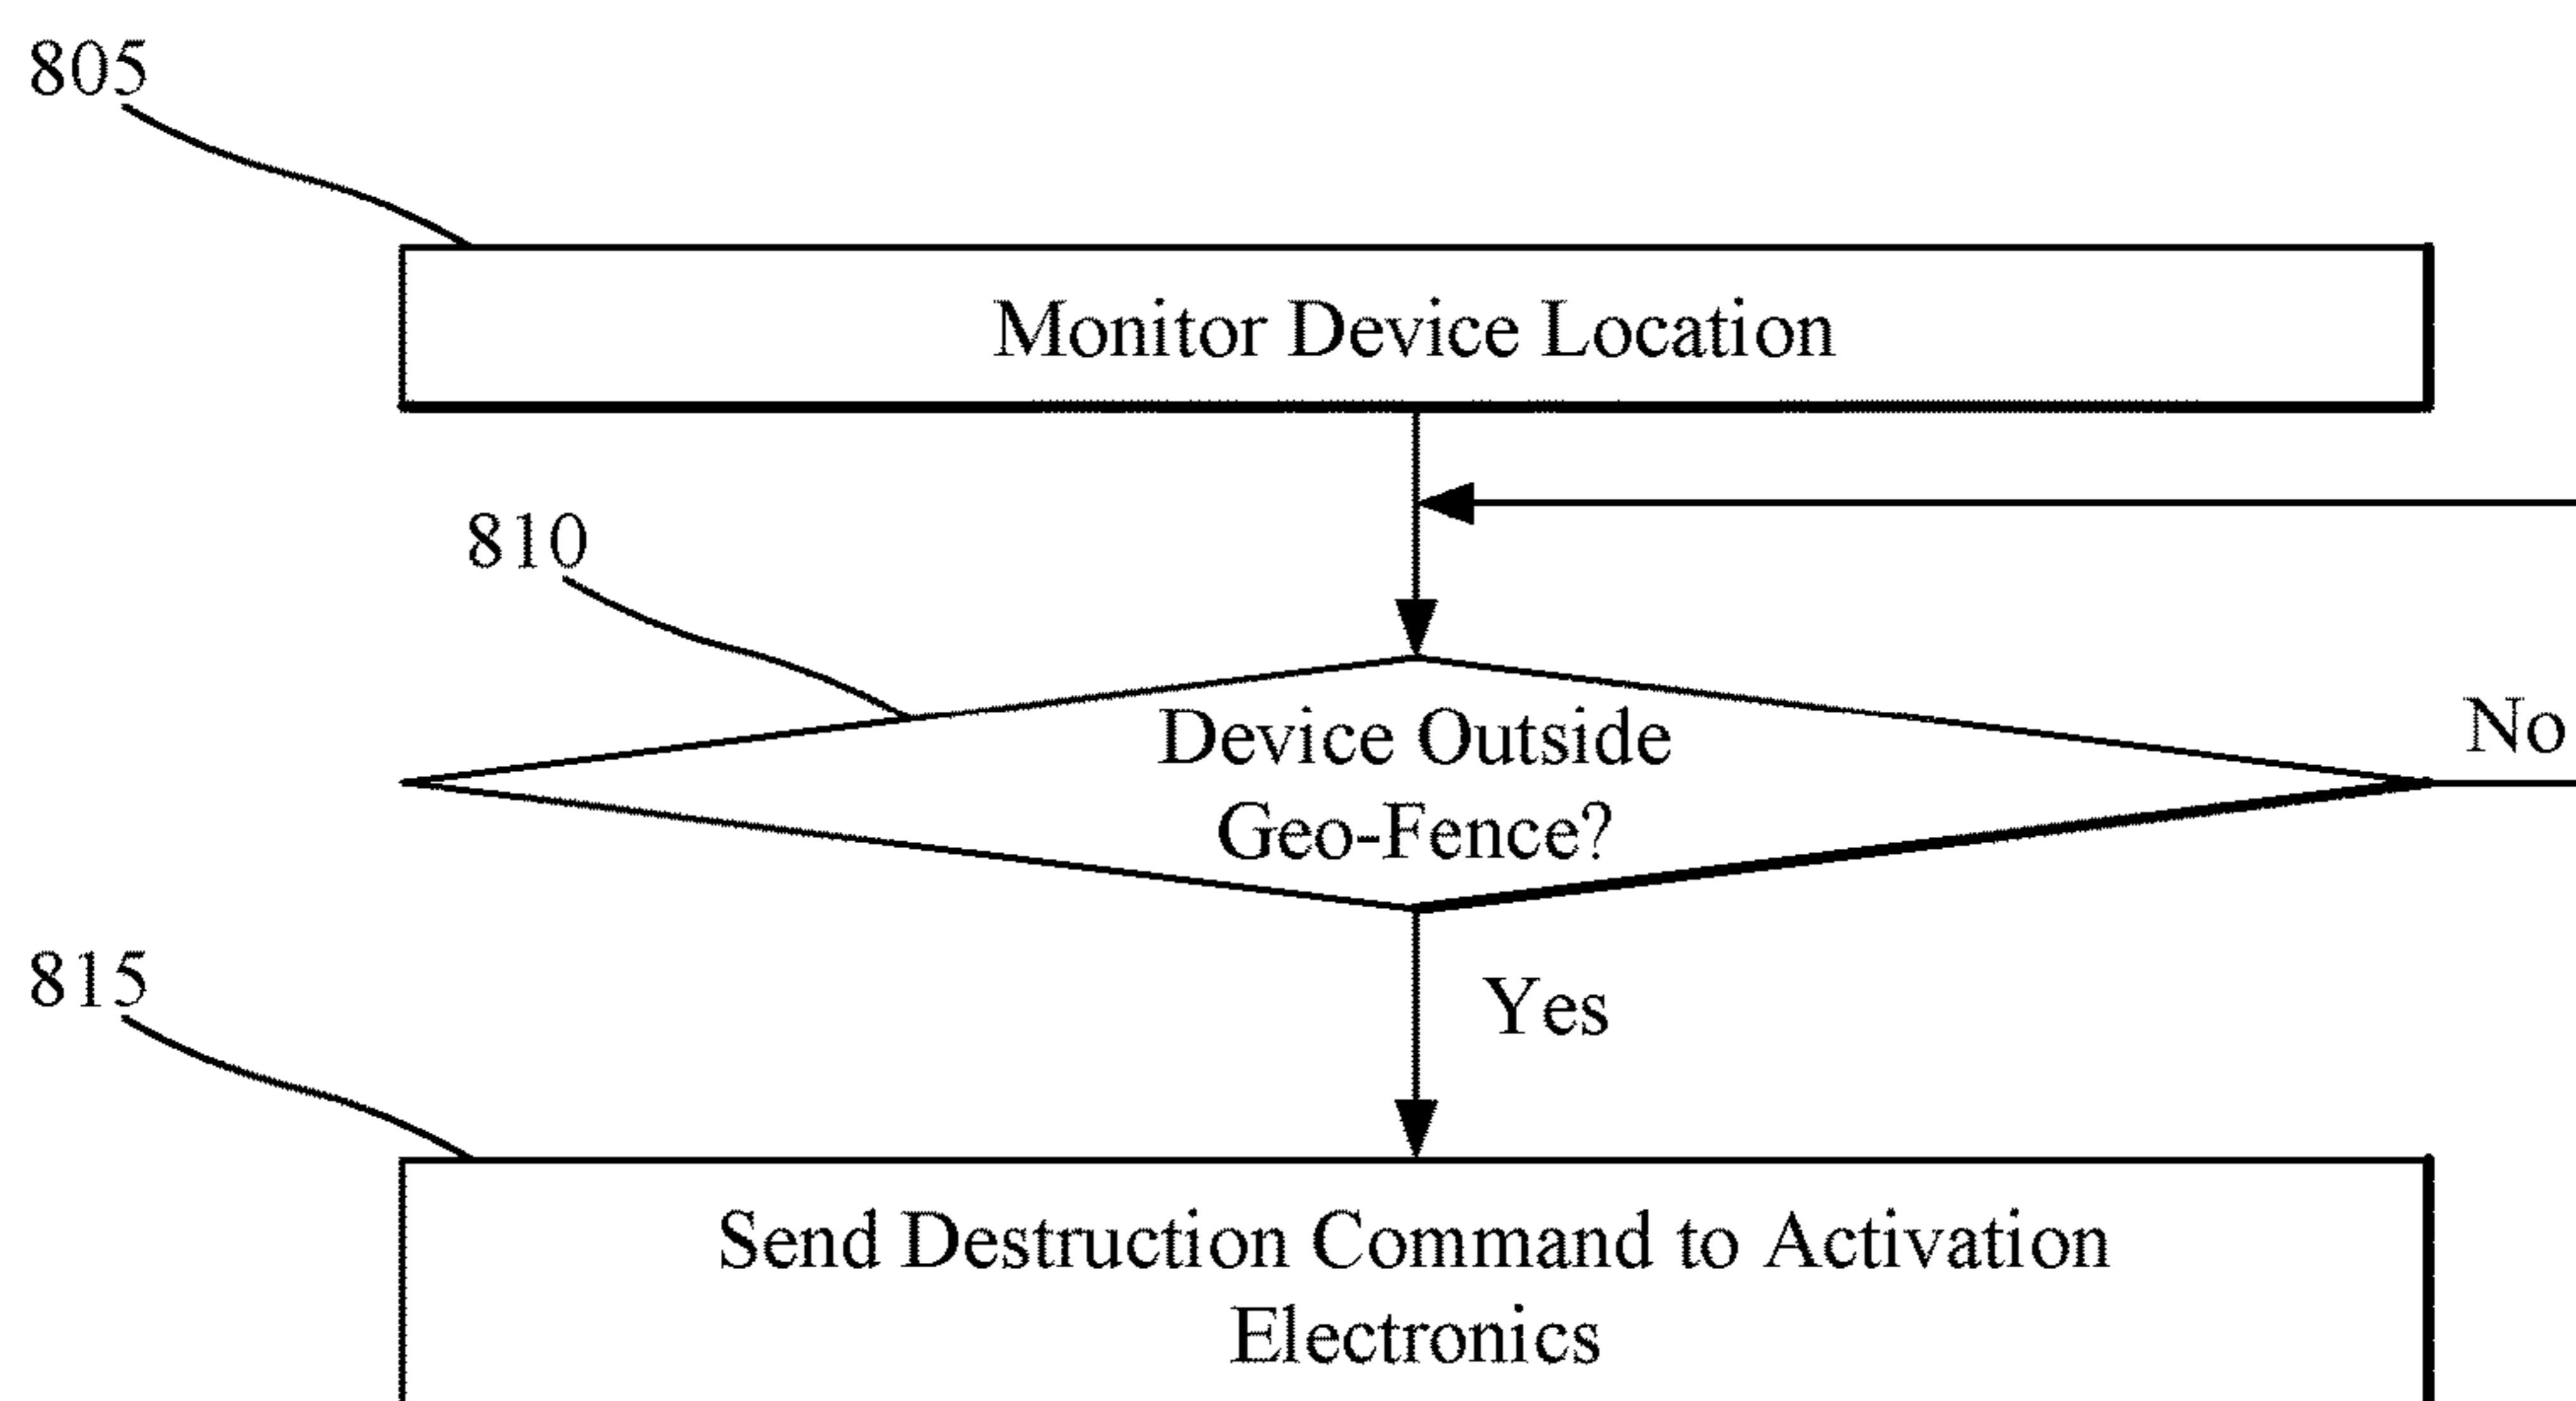 805
Monitor Device Location
810
Device Outside
Geo-Fence?
No
Yes
815
Send Destruction Command to Activation
Electronics